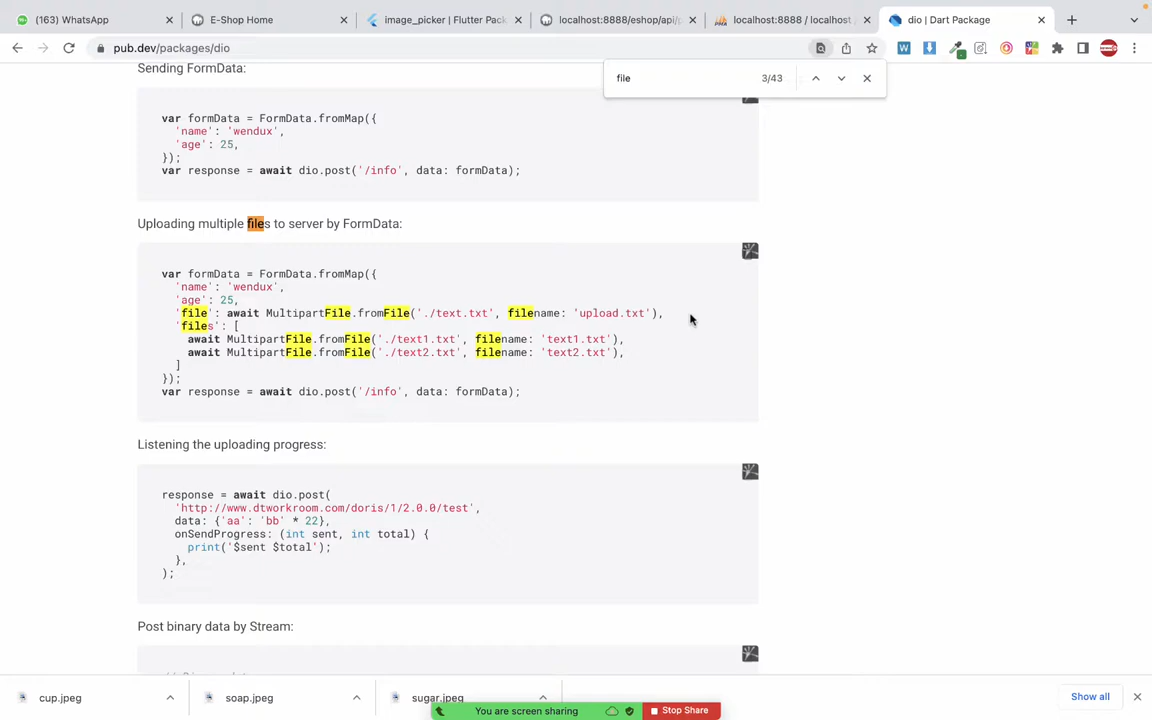 (163) WhatsApp
E-Shop Home
image_picker | Flutter Pack
localhost:8888/eshop/api/p
localhost:8888 / localhost /
dio | Dart Package
pub.dev/packages/dio
file
3/43
Sending FormData:
var formData = FormData.fromMap({
'name': 'wendux',
'age': 25,
});
var response = await dio.post('/info', data: formData);
Uploading multiple files to server by FormData:
var formData = FormData.fromMap({
'name': 'wendux',
'age': 25,
'file': await MultipartFile.fromFile('./text.txt', filename: 'upload.txt'),
'files': [
await MultipartFile.fromFile('./text1.txt', filename: 'text1.txt'),
await MultipartFile.fromFile('./text2.txt', filename: 'text2.txt'),
]
});
var response = await dio.post('/info', data: formData);
Listening the uploading progress:
response = await dio.post(
'http://www.dtworkroom.com/doris/1/2.0.0/test',
data: {'aa': 'bb' * 22},
onSendProgress: (int sent, int total) {
print('$sent $total');
},
);
Post binary data by Stream:
cup.jpeg
soap.jpeg
sugar.jpeg
Show all
You are screen sharing
Stop Share